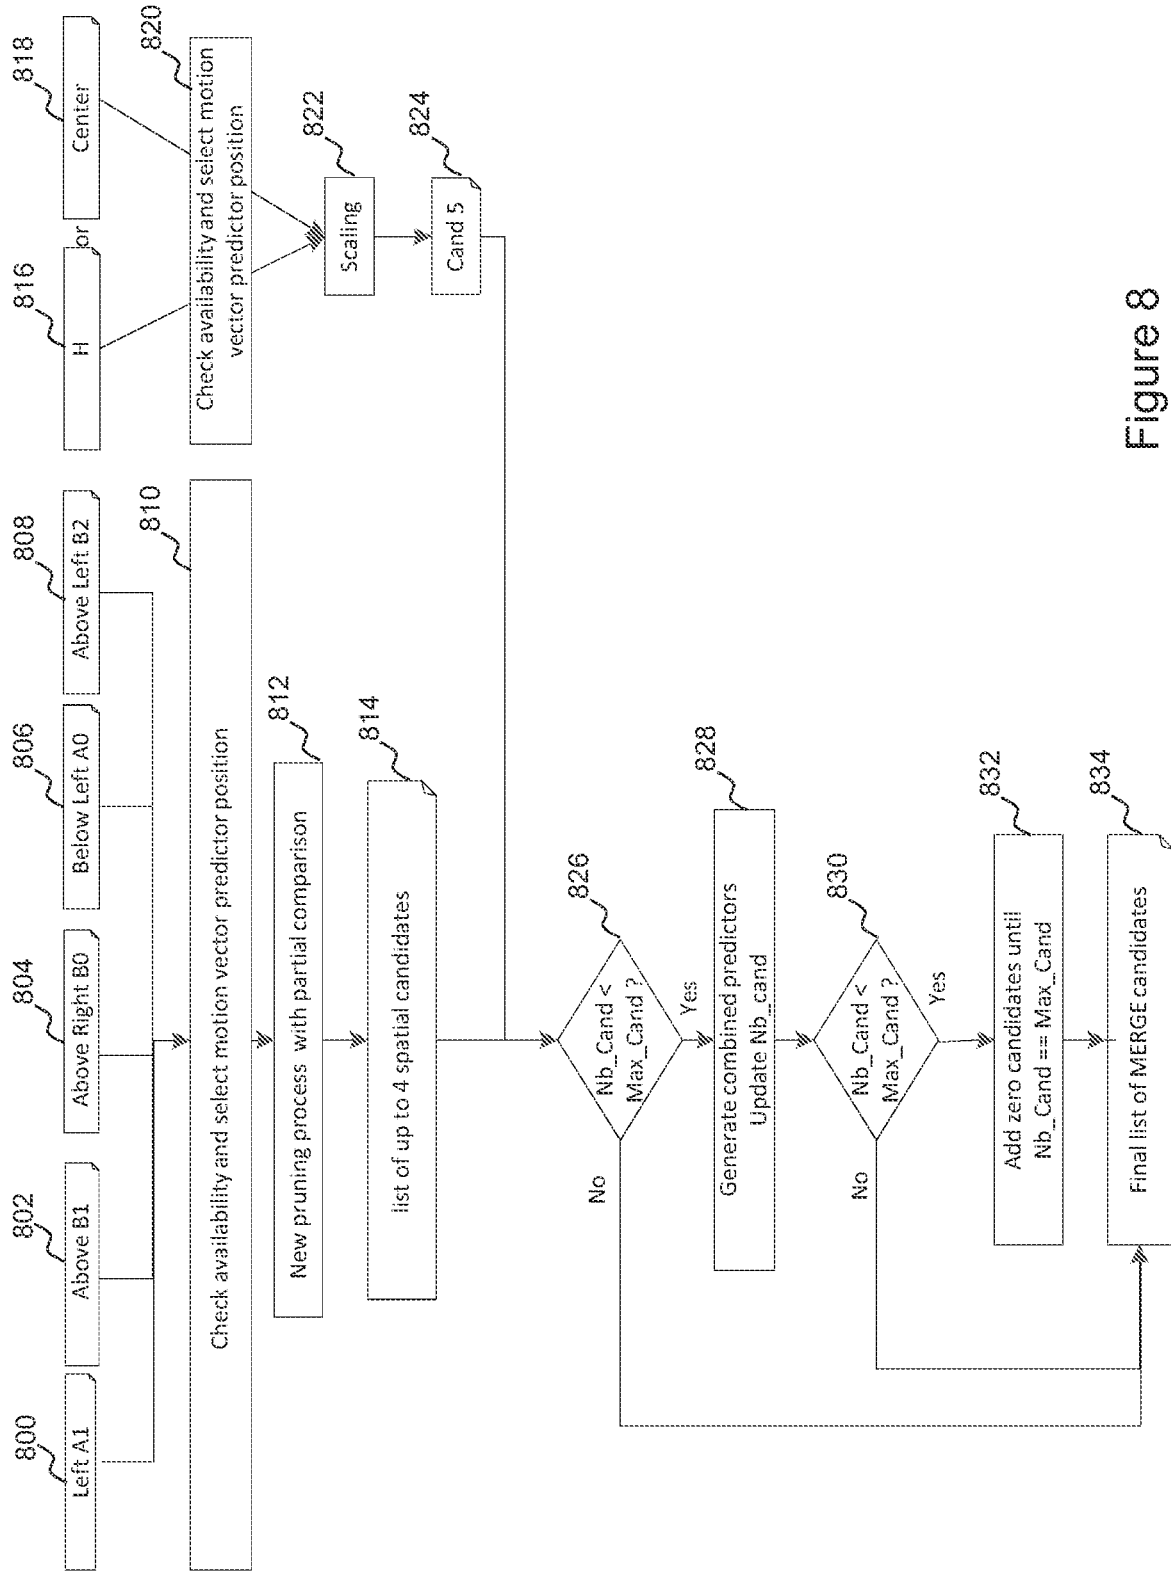 800
802
804
806
808
816
818
Left A1
Above B1
Above Right B0
Below Left A0
Above Left B2
H
or
Center
810
820
Check availability and select motion vector predictor position
Check availability and select motion
vector predictor position
812
822
New pruning process with partial comparison
Scaling
814
824
list of up to 4 spatial candidates
Cand 5
826
Nb_Cand <
Max_Cand ?
No
Yes
828
Generate combined predictors
Update Nb_cand
830
Nb_Cand <
Max_Cand ?
No
Yes
832
Add zero candidates until
Nb_Cand == Max_Cand
834
Final list of MERGE candidates
Figure 8